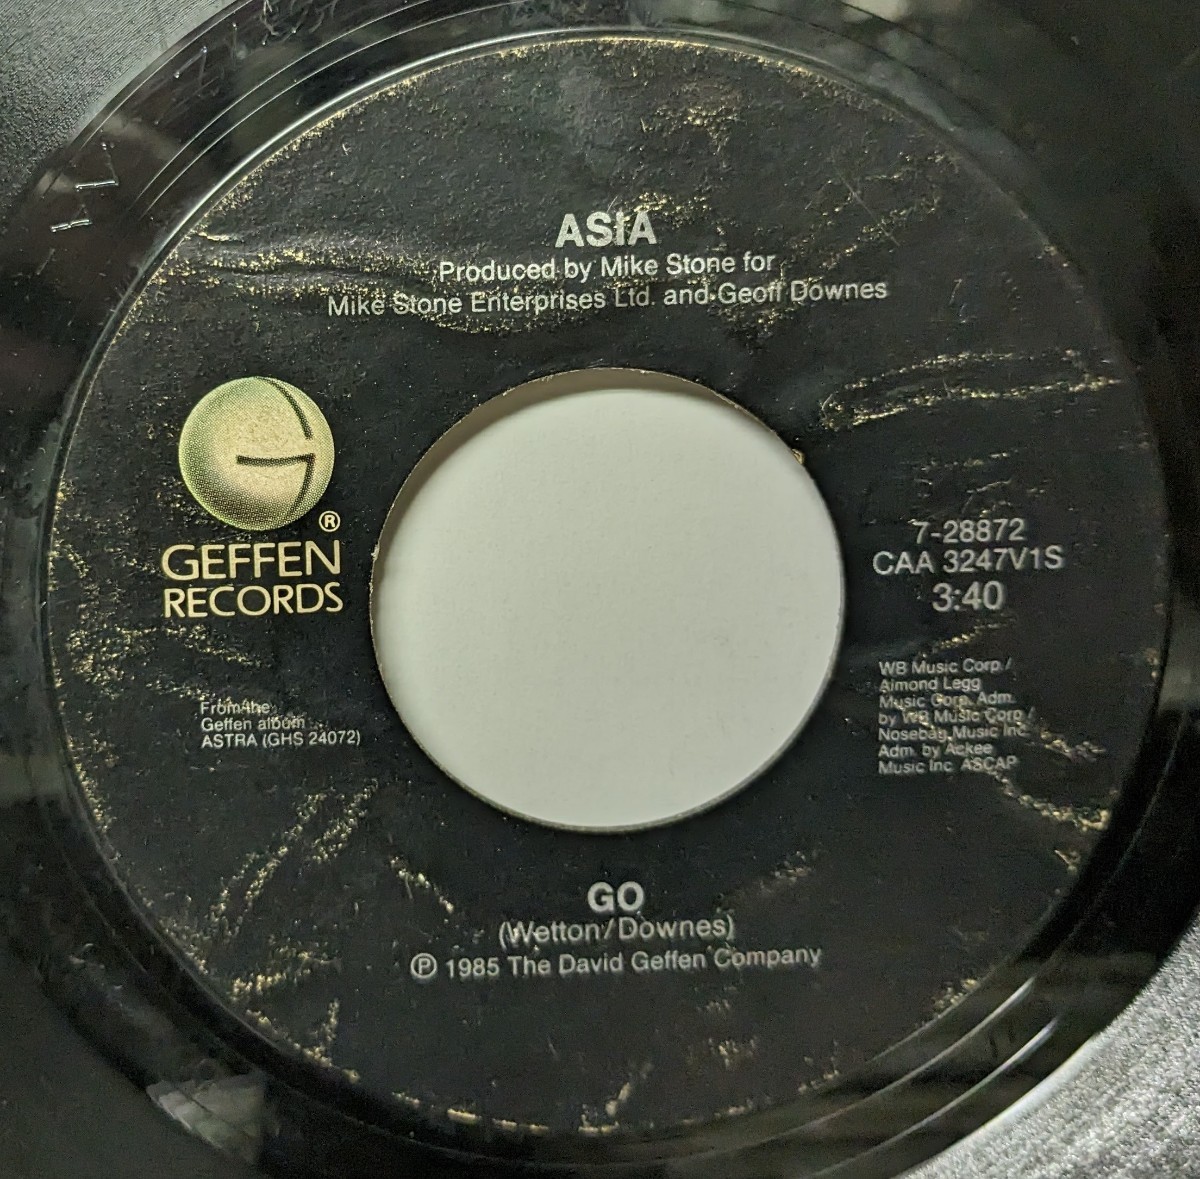 ASIA
Produced by Mike Stone for
Mike Stone Enterprises Ltd. and Geoff Downes
®
GEFFEN
RECORDS
7-28872
CAA 3247V1S
3:40
From the
Geffen album
ASTRA (GHS 24072)
WB Music Corp./
Almond Legg
Music Corp. Adm.
by WB Music Corp./
Nosebag Music Inc.
Adm. by Ackee
Music Inc. ASCAP
GO
(Wetton/Downes)
℗ 1985 The David Geffen Company